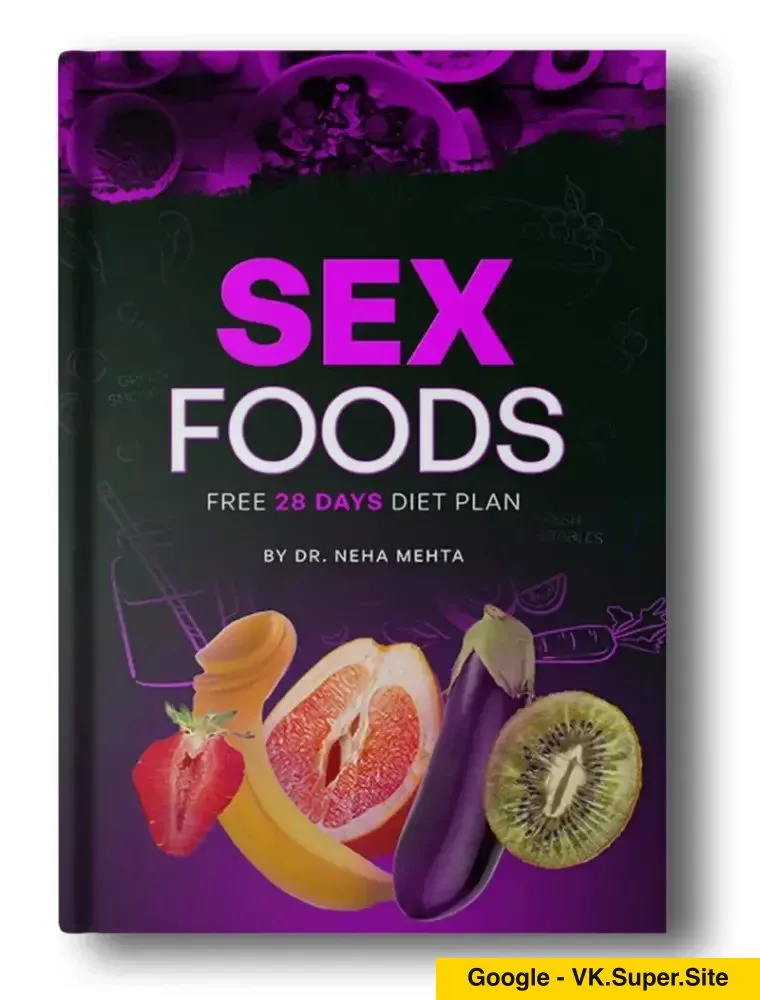 SEX
FOODS
FREE 28 DAYS DIET PLAN
BY DR. NEHA MEHTA
Google - VK.Super.Site